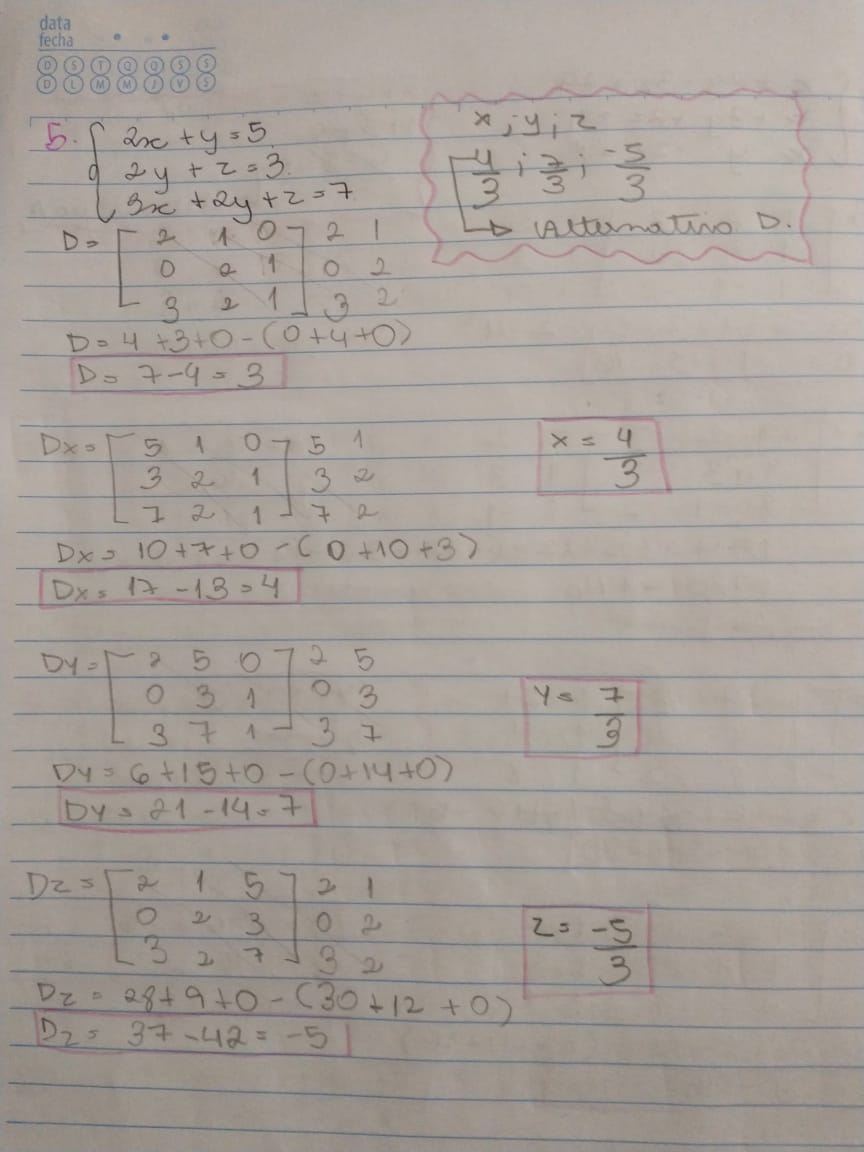 data
fecha
D S T Q Q S S
D L M M J V S
5. { 2x + y = 5
2y + z = 3
3x + 2y + z = 7
x ; y ; z
4/3 ; 7/3 ; -5/3
→ Alternativa D.
D = [ 2 1 0 ] 2 1
0 2 1 0 2
3 2 1 3 2
D = 4 + 3 + 0 - (0 + 4 + 0)
D = 7 - 4 = 3
Dx = [ 5 1 0 ] 5 1
3 2 1 3 2
7 2 1 7 2
x = 4/3
Dx = 10 + 7 + 0 - (0 + 10 + 3)
Dx = 17 - 13 = 4
Dy = [ 2 5 0 ] 2 5
0 3 1 0 3
3 7 1 3 7
y = 7/3
Dy = 6 + 15 + 0 - (0 + 14 + 0)
Dy = 21 - 14 = 7
Dz = [ 2 1 5 ] 2 1
0 2 3 0 2
3 2 7 3 2
z = -5/3
Dz = 28 + 9 + 0 - (30 + 12 + 0)
Dz = 37 - 42 = -5